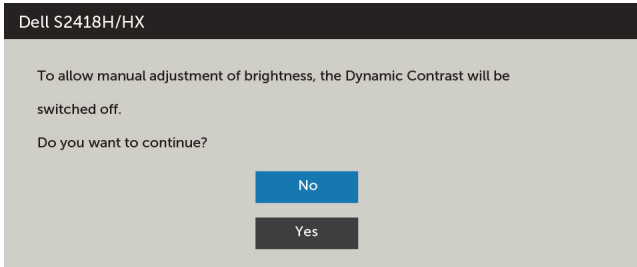 Dell S2418H/HX
To allow manual adjustment of brightness, the Dynamic Contrast will be
switched off.
Do you want to continue?
No
Yes